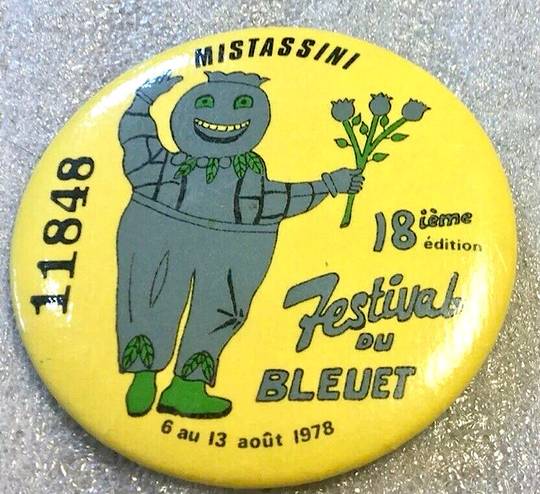 MISTASSINI
11848
18ième
édition
Festival
DU
BLEUET
6 au 13 août 1978